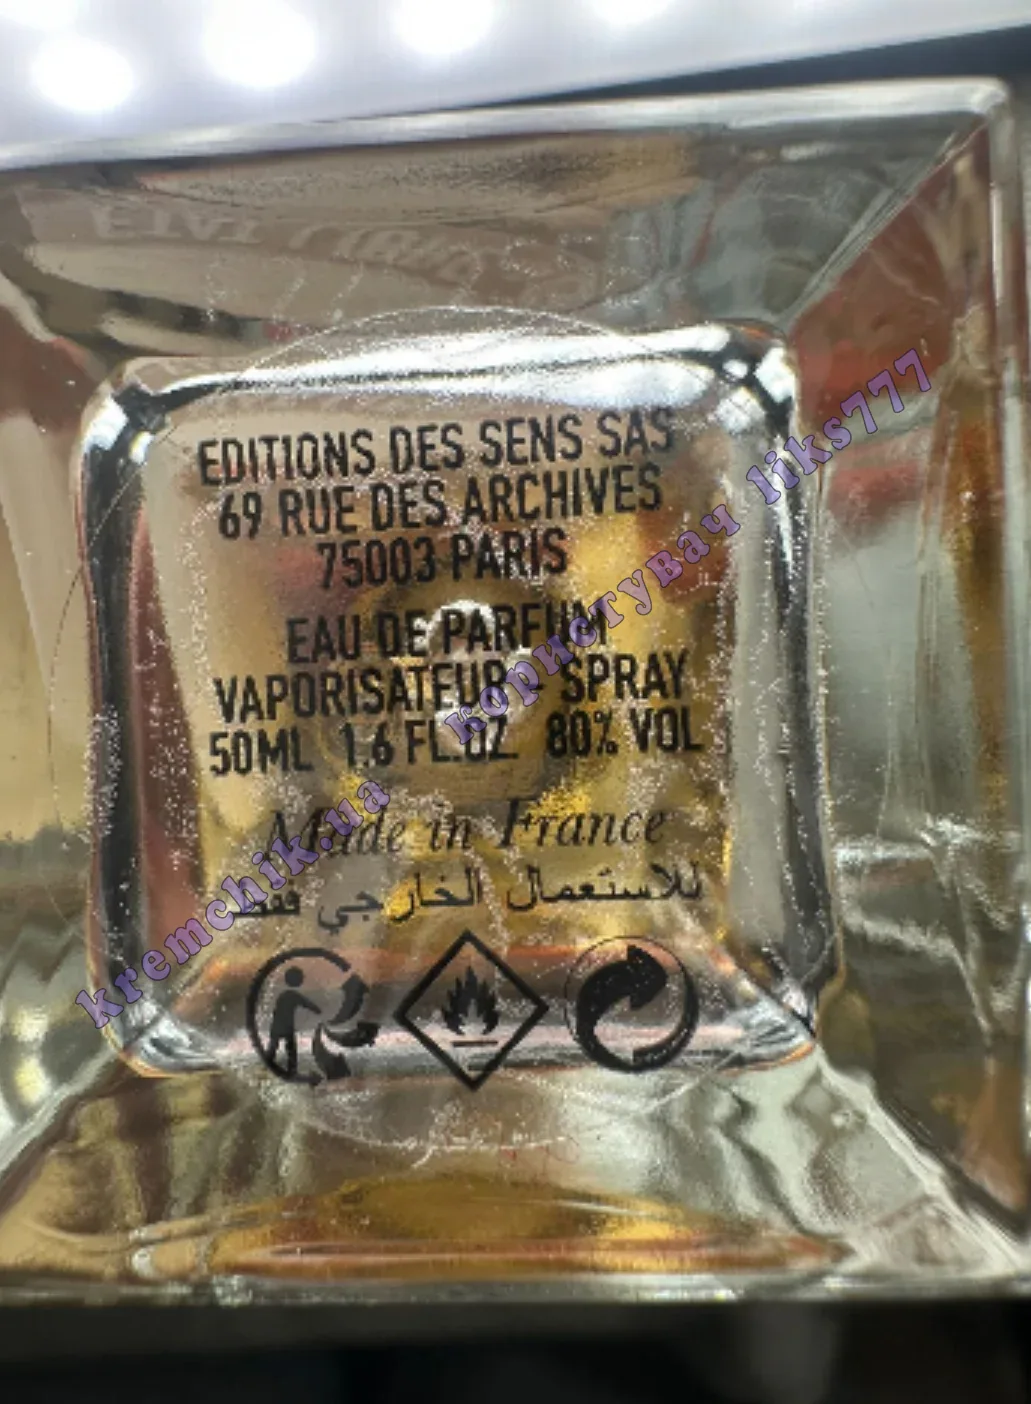 EDITIONS DES SENS SAS
69 RUE DES ARCHIVES
75003 PARIS
EAU DE PARFUM
VAPORISATEUR - SPRAY
50ML 1.6 FL.OZ 80% VOL
Made in France
للاستعمال الخارجي فقط
kremchik.ua користувач liks777